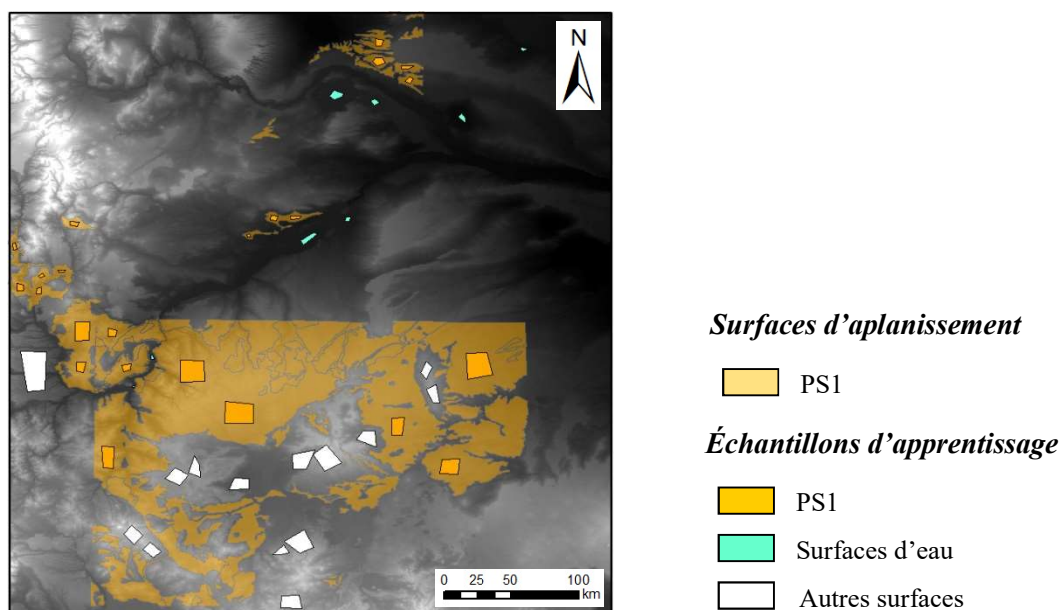 N
Surfaces d’aplanissement
PS1
Échantillons d’apprentissage
PS1
Surfaces d’eau
Autres surfaces
0 25 50 100
km